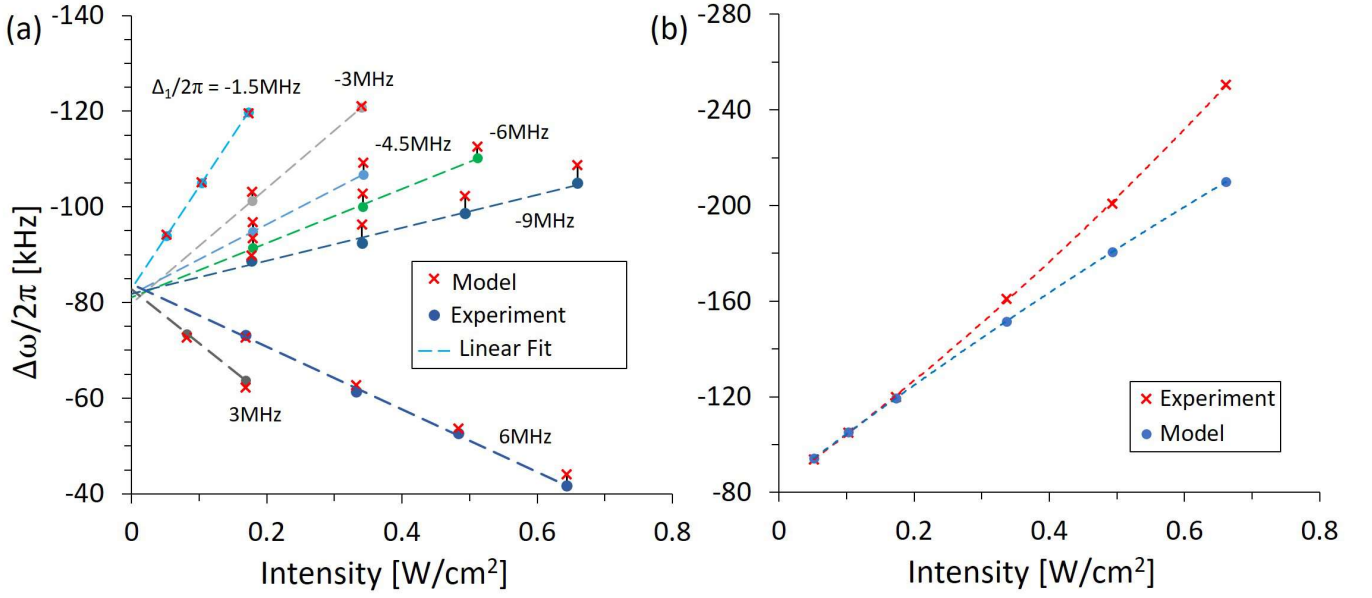 (a)
-140
-120
-100
-80
-60
-40
Δω/2π [kHz]
Δ₁/2π = -1.5MHz
-3MHz
-4.5MHz
-6MHz
-9MHz
Model
Experiment
Linear Fit
3MHz
6MHz
0
0.2
0.4
0.6
0.8
Intensity [W/cm²]
(b)
-280
-240
-200
-160
-120
-80
Experiment
Model
0
0.2
0.4
0.6
0.8
Intensity [W/cm²]